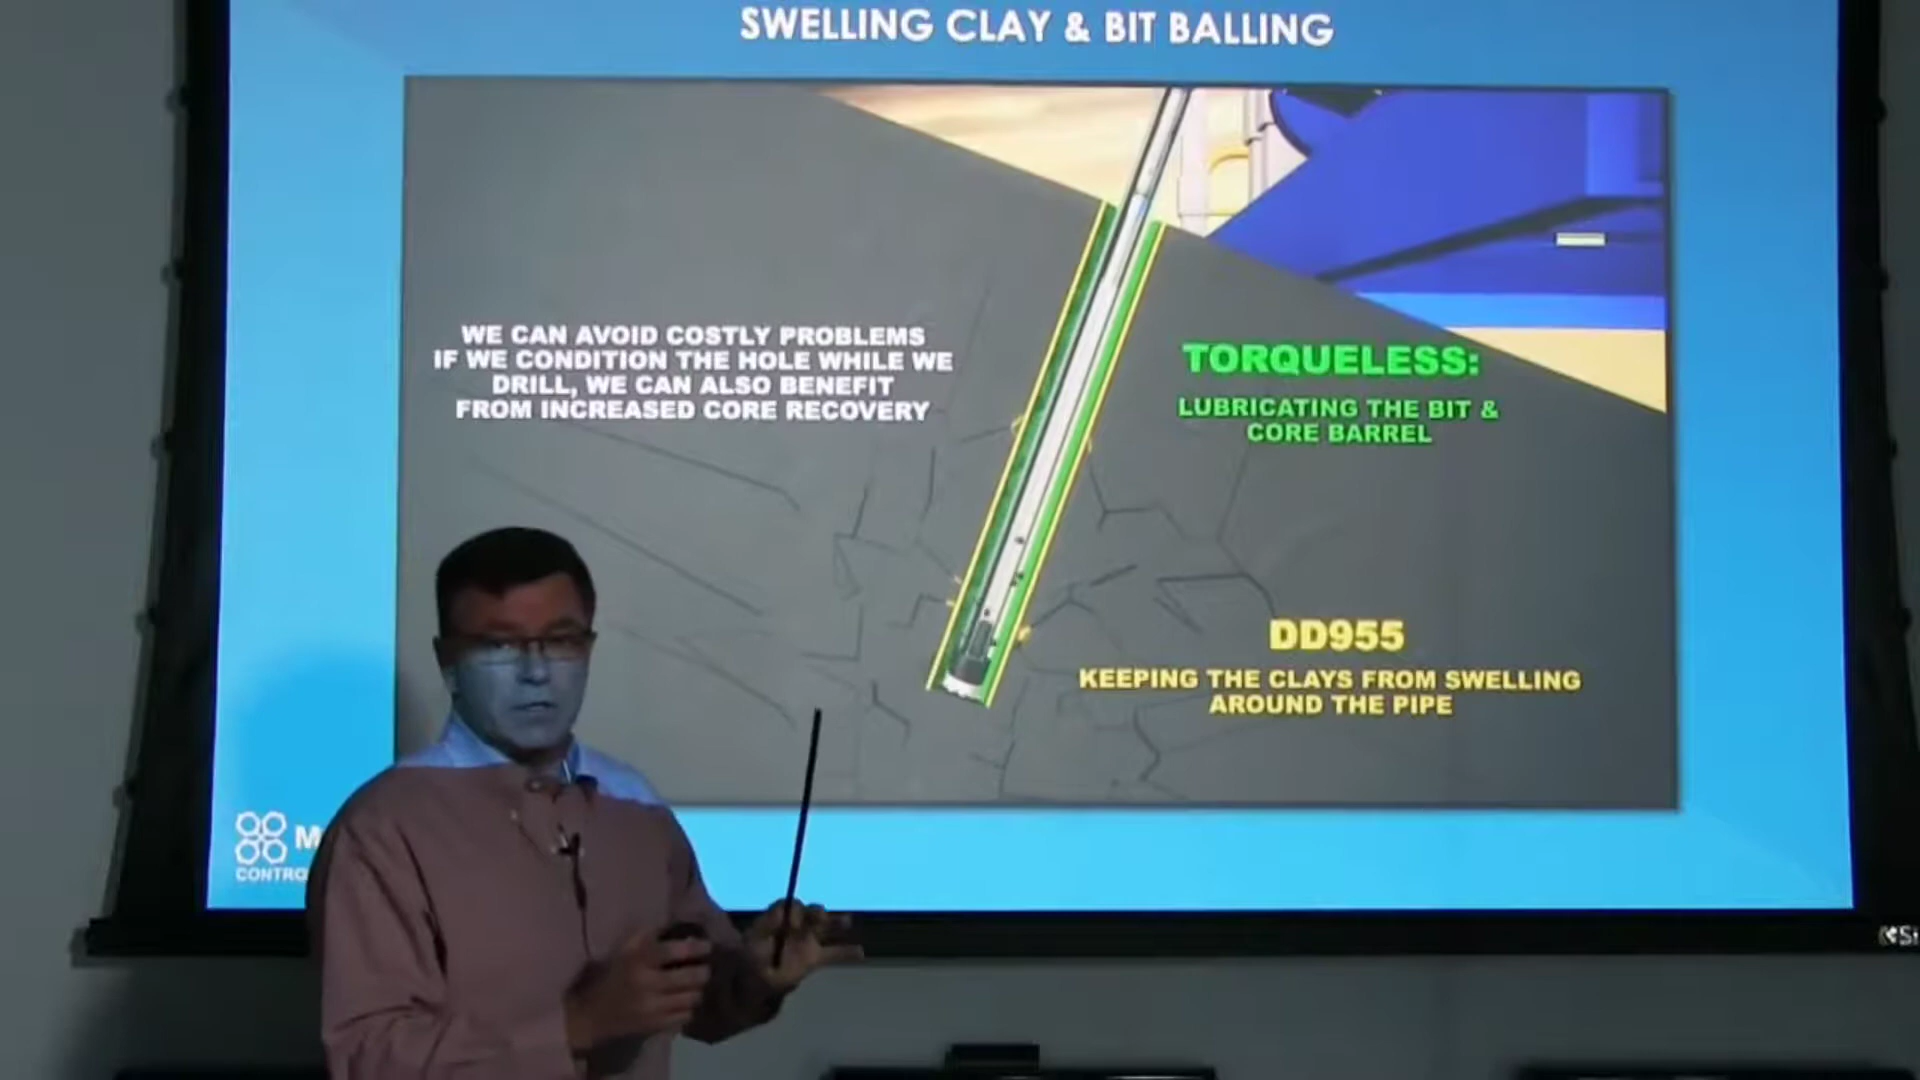 SWELLING CLAY & BIT BALLING
WE CAN AVOID COSTLY PROBLEMS
IF WE CONDITION THE HOLE WHILE WE
DRILL, WE CAN ALSO BENEFIT
FROM INCREASED CORE RECOVERY
TORQUELESS:
LUBRICATING THE BIT &
CORE BARREL
DD955
KEEPING THE CLAYS FROM SWELLING
AROUND THE PIPE